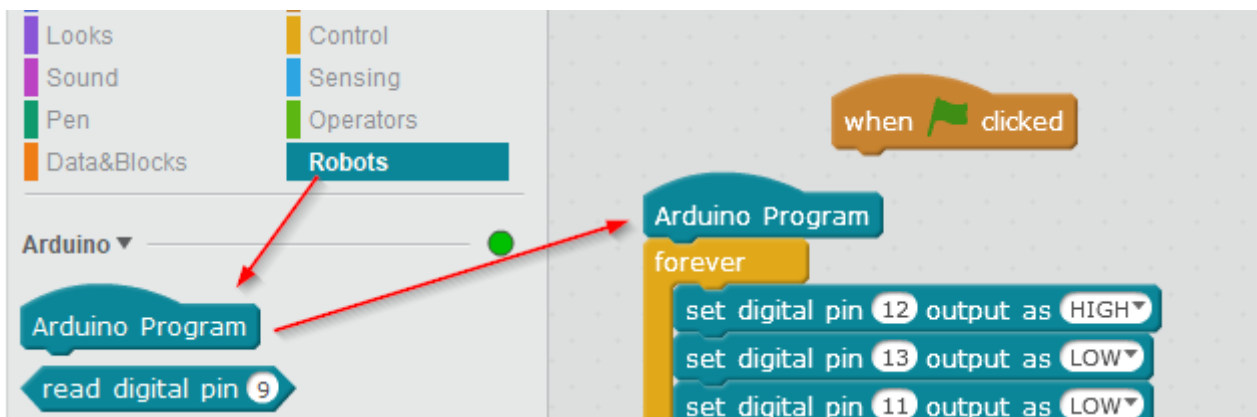 Looks
Control
Sound
Sensing
Pen
Operators
Data&Blocks
Robots
Arduino
Arduino Program
read digital pin 9
when clicked
Arduino Program
forever
set digital pin 12 output as HIGH
set digital pin 13 output as LOW
set digital pin 11 output as LOW